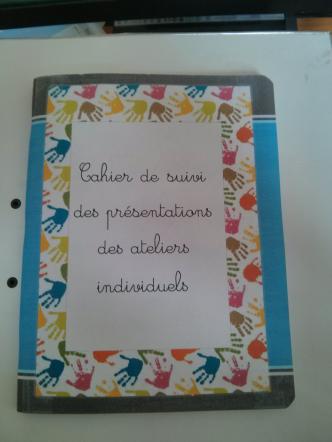 Cahier de suivi
des présentations
des ateliers
individuels